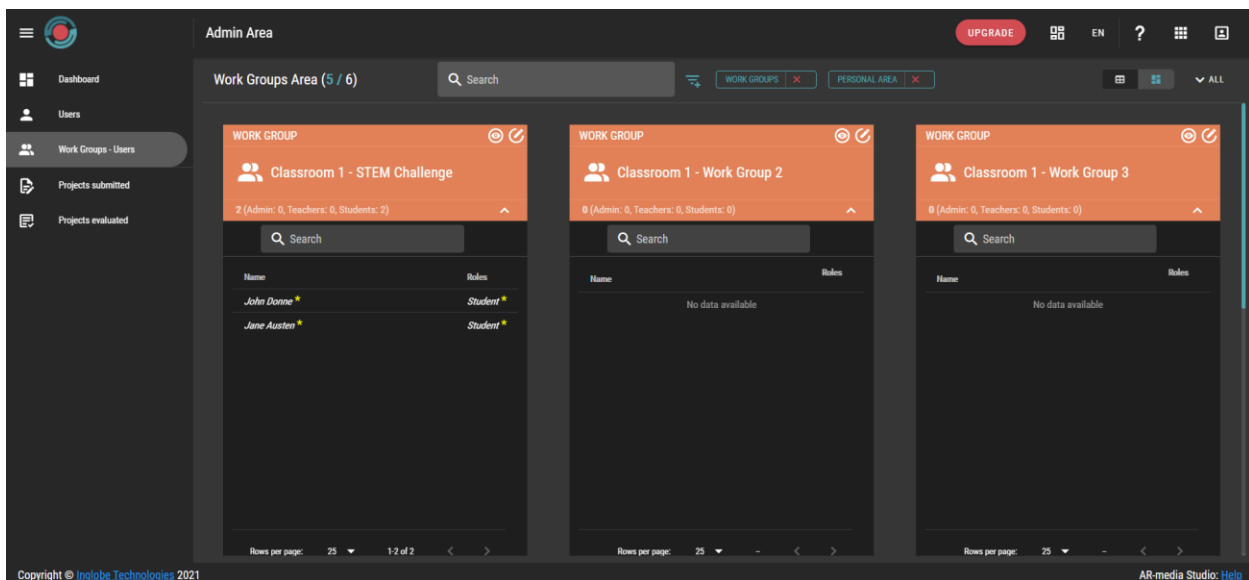 Admin Area
UPGRADE
EN
?
Dashboard
Users
Work Groups - Users
Projects submitted
Projects evaluated
Work Groups Area (5 / 6)
Search
WORK GROUPS
PERSONAL AREA
ALL
WORK GROUP
Classroom 1 - STEM Challenge
2 (Admin: 0, Teachers: 0, Students: 2)
Search
Name Roles
John Donne * Student *
Jane Austen * Student *
Rows per page: 25 1-2 of 2
WORK GROUP
Classroom 1 - Work Group 2
0 (Admin: 0, Teachers: 0, Students: 0)
Search
Name Roles
No data available
Rows per page: 25 –
WORK GROUP
Classroom 1 - Work Group 3
0 (Admin: 0, Teachers: 0, Students: 0)
Search
Name Roles
No data available
Rows per page: 25 –
Copyright © Inglobe Technologies 2021
AR-media Studio: Help